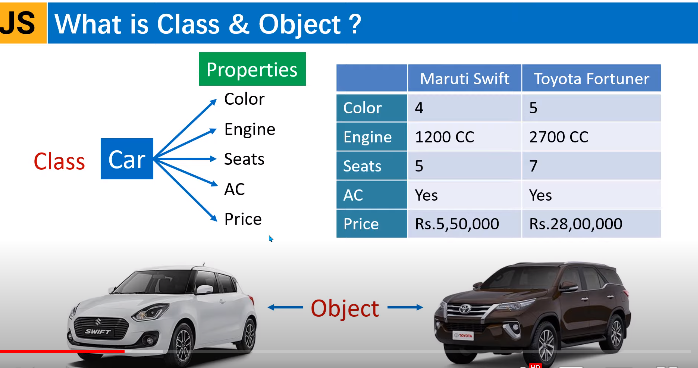 JS What is Class & Object ?
Properties
Color
Engine
Seats
AC
Price
Class Car
Maruti Swift Toyota Fortuner
Color 4 5
Engine 1200 CC 2700 CC
Seats 5 7
AC Yes Yes
Price Rs.5,50,000 Rs.28,00,000
Object
SWIFT
TOYOTA
HD